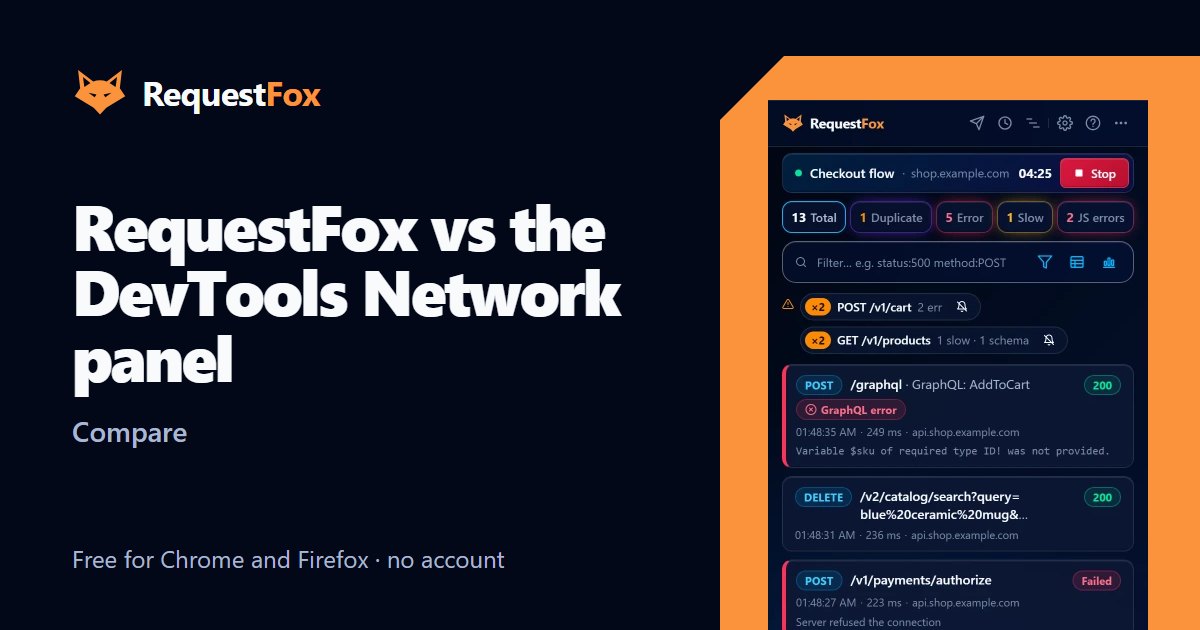 RequestFox
RequestFox vs the
DevTools Network
panel
Compare
Free for Chrome and Firefox · no account
RequestFox
Checkout flow · shop.example.com 04:25 Stop
13 Total 1 Duplicate 5 Error 1 Slow 2 JS errors
Filter... e.g. status:500 method:POST
×2 POST /v1/cart 2 err
×2 GET /v1/products 1 slow · 1 schema
POST /graphql · GraphQL: AddToCart 200
GraphQL error
01:48:35 AM · 249 ms · api.shop.example.com
Variable $sku of required type ID! was not provided.
DELETE /v2/catalog/search?query= 200
blue%20ceramic%20mug&...
01:48:31 AM · 236 ms · api.shop.example.com
POST /v1/payments/authorize Failed
01:48:27 AM · 223 ms · api.shop.example.com
Server refused the connection